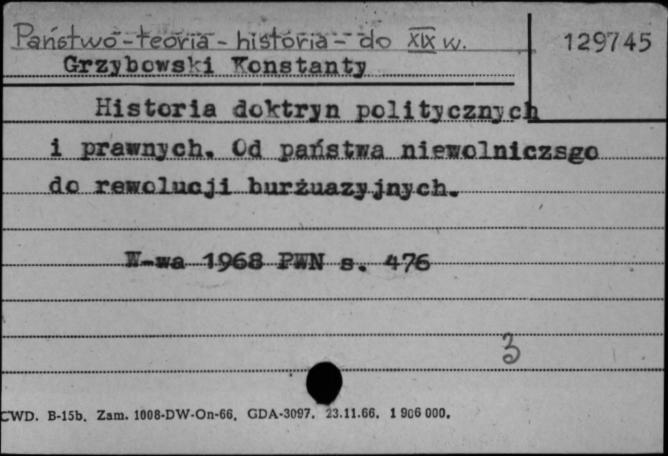 Państwo - teoria - historia - do XIX w.
129745
Grzybowski Konstanty
Historia doktryn politycznych
i prawnych. Od państwa niewolniczsgo
do rewolucji burżuazyjnych.
W-wa 1968 PWN s. 476
3
CWD. B-15b. Zam. 1008-DW-On-66. GDA-3097. 23.11.66. 1 906 000.